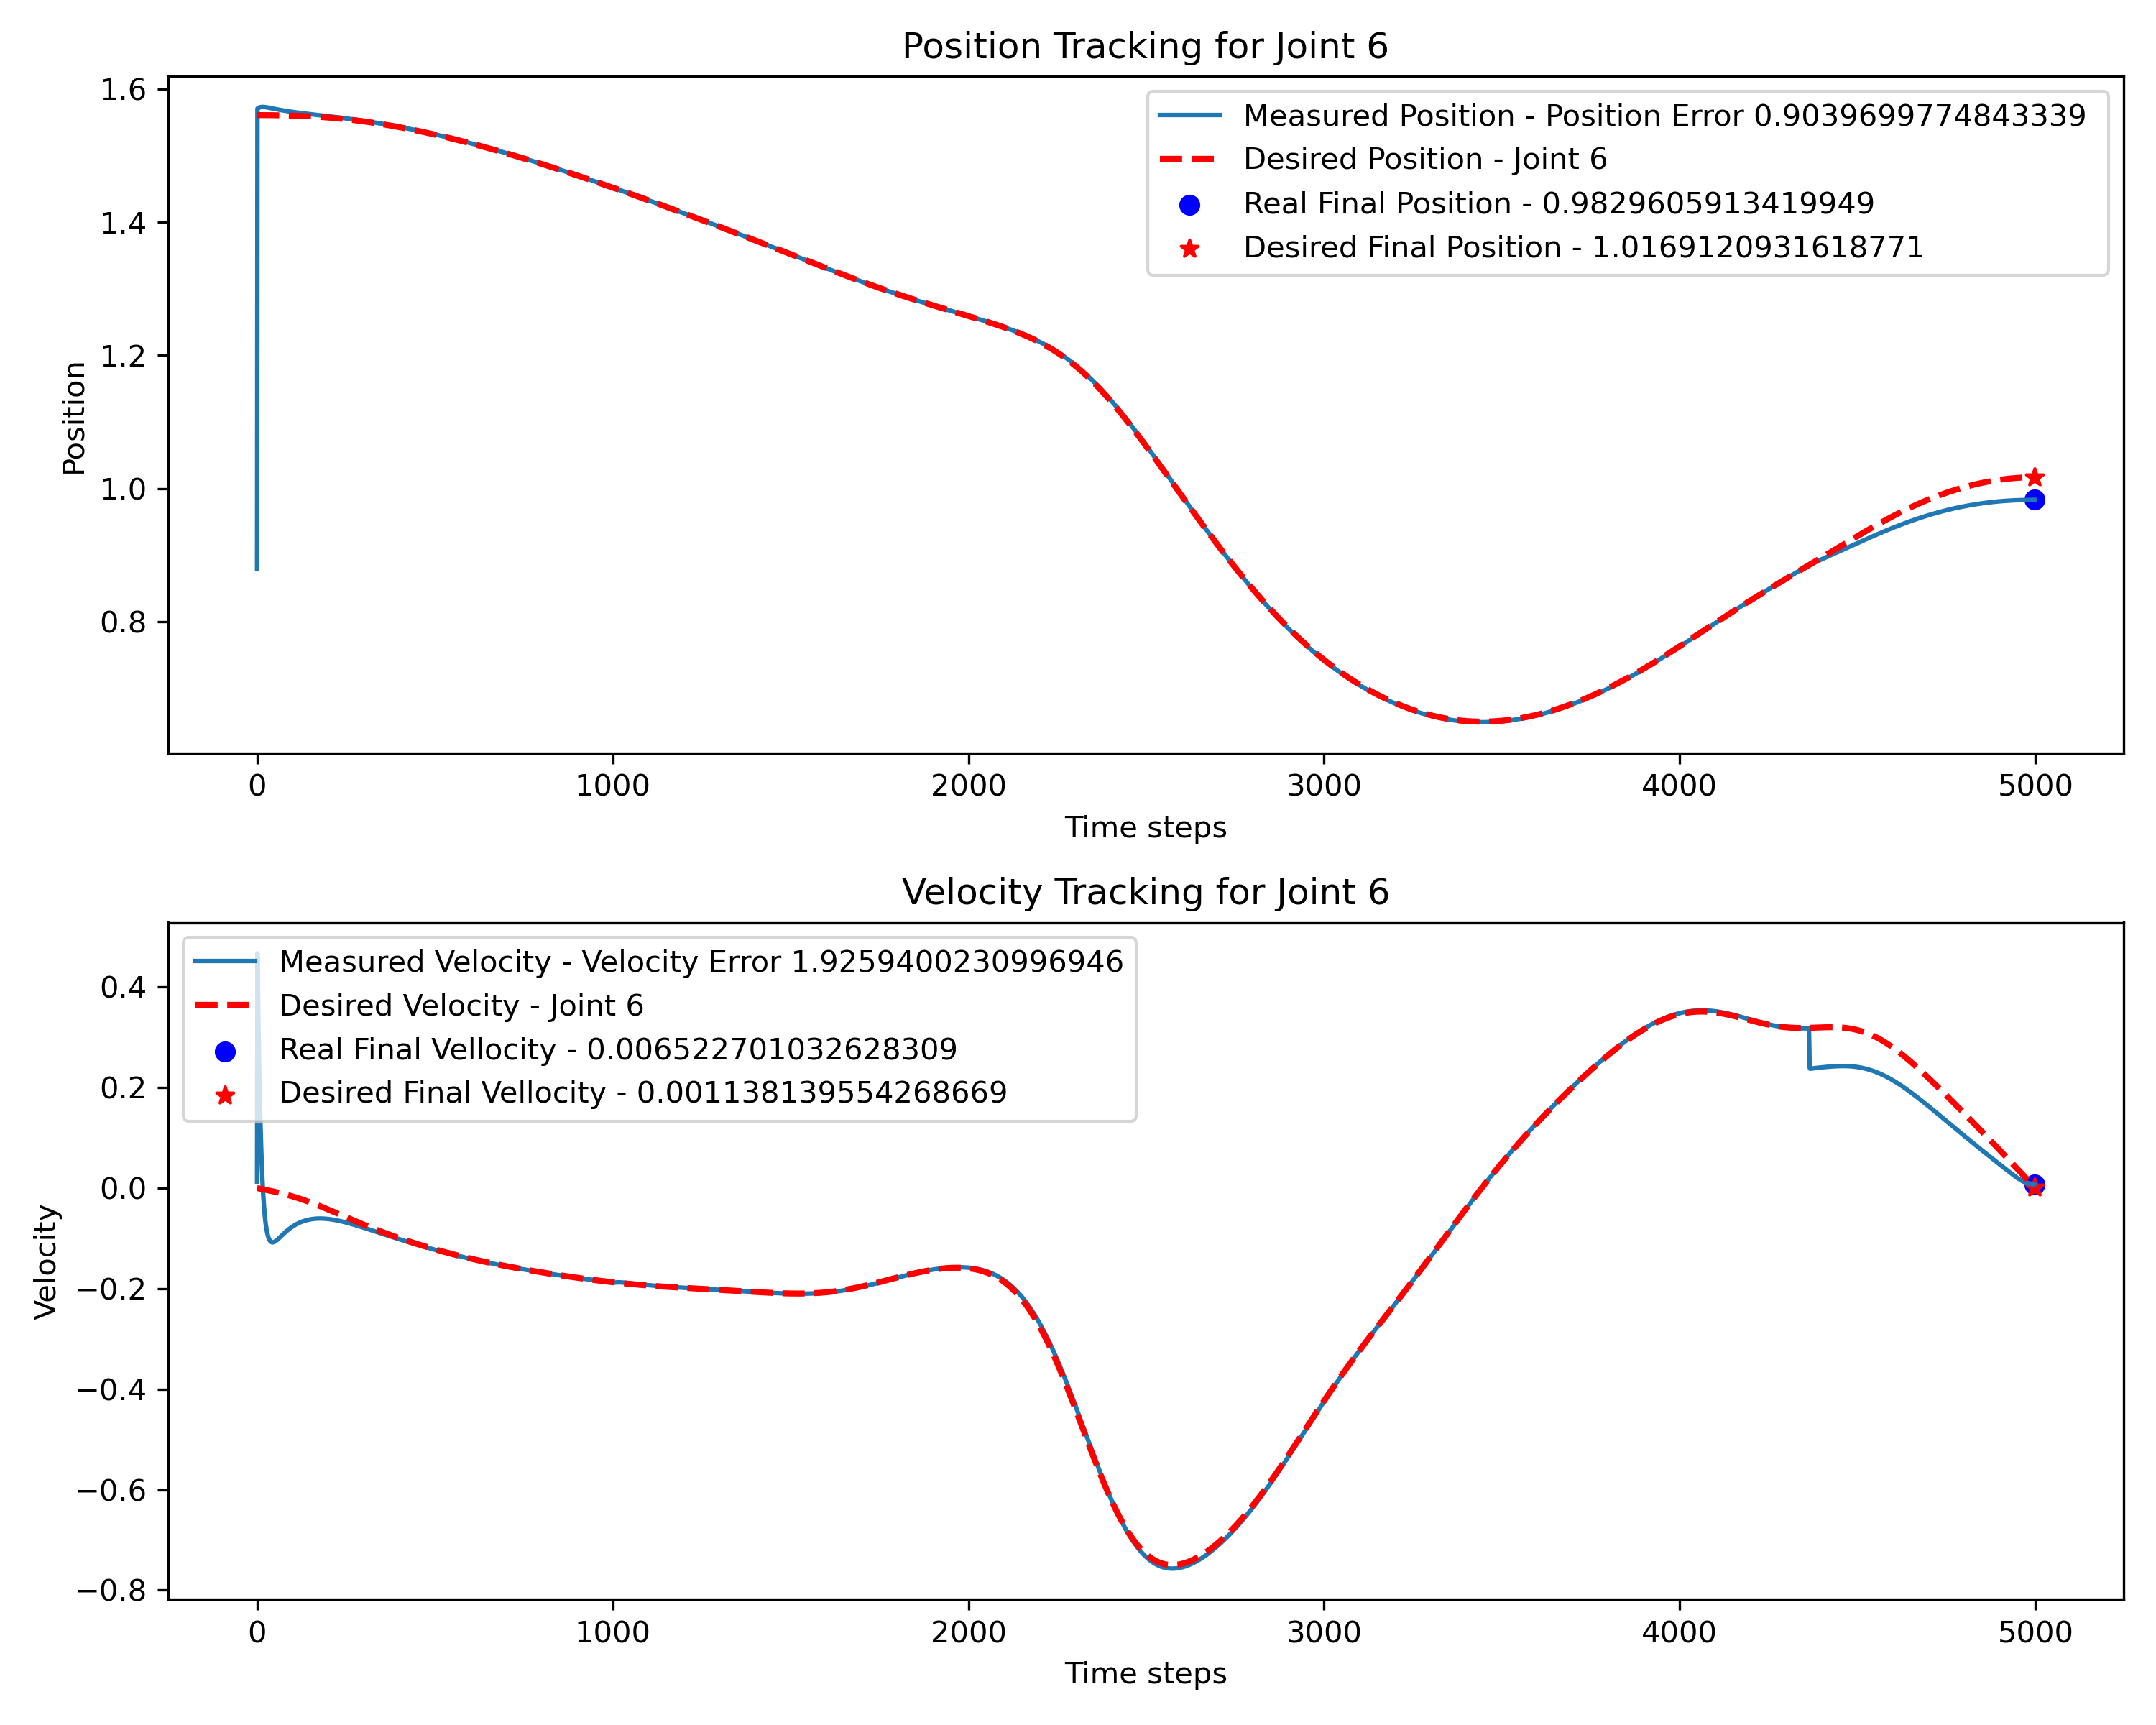 Position Tracking for Joint 6
1.6
1.4
1.2
1.0
0.8
Position
Measured Position - Position Error 0.9039699774843339
Desired Position - Joint 6
Real Final Position - 0.9829605913419949
Desired Final Position - 1.0169120931618771
0 1000 2000 3000 4000 5000
Time steps
Velocity Tracking for Joint 6
0.4
0.2
0.0
−0.2
−0.4
−0.6
−0.8
Velocity
Measured Velocity - Velocity Error 1.9259400230996946
Desired Velocity - Joint 6
Real Final Vellocity - 0.006522701032628309
Desired Final Vellocity - 0.001138139554268669
0 1000 2000 3000 4000 5000
Time steps